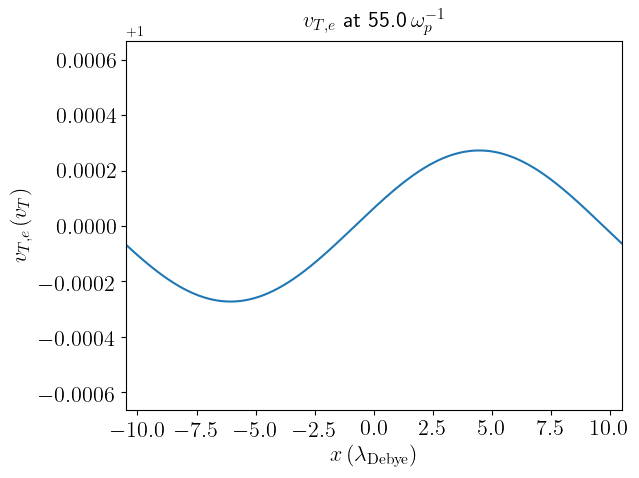 v_{T,e} at 55.0 ω_p^{-1}
+1
0.0006
0.0004
0.0002
0.0000
−0.0002
−0.0004
−0.0006
v_{T,e} (v_T)
−10.0 −7.5 −5.0 −2.5 0.0 2.5 5.0 7.5 10.0
x (λ_Debye)